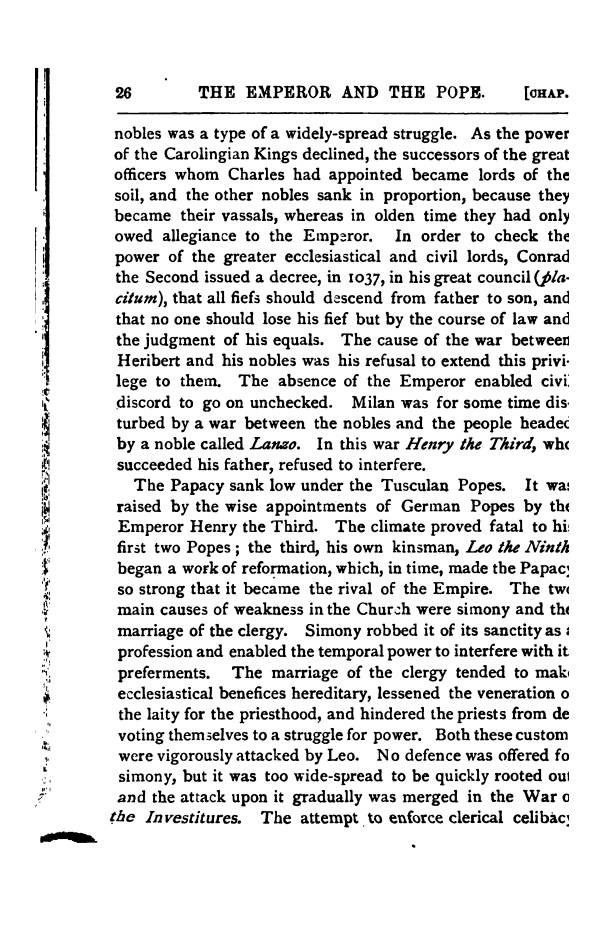 26 THE EMPEROR AND THE POPE. [CHAP.
nobles was a type of a widely-spread struggle. As the power
of the Carolingian Kings declined, the successors of the great
officers whom Charles had appointed became lords of the
soil, and the other nobles sank in proportion, because they
became their vassals, whereas in olden time they had only
owed allegiance to the Emperor. In order to check the
power of the greater ecclesiastical and civil lords, Conrad
the Second issued a decree, in 1037, in his great council (pla-
citum), that all fiefs should descend from father to son, and
that no one should lose his fief but by the course of law and
the judgment of his equals. The cause of the war between
Heribert and his nobles was his refusal to extend this privi-
lege to them. The absence of the Emperor enabled civi
discord to go on unchecked. Milan was for some time dis-
turbed by a war between the nobles and the people headed
by a noble called Lanzo. In this war Henry the Third, who
succeeded his father, refused to interfere.
The Papacy sank low under the Tusculan Popes. It was
raised by the wise appointments of German Popes by the
Emperor Henry the Third. The climate proved fatal to his
first two Popes; the third, his own kinsman, Leo the Ninth
began a work of reformation, which, in time, made the Papacy
so strong that it became the rival of the Empire. The two
main causes of weakness in the Church were simony and the
marriage of the clergy. Simony robbed it of its sanctity as a
profession and enabled the temporal power to interfere with it
preferments. The marriage of the clergy tended to make
ecclesiastical benefices hereditary, lessened the veneration o
the laity for the priesthood, and hindered the priests from de
voting themselves to a struggle for power. Both these custom
were vigorously attacked by Leo. No defence was offered fo
simony, but it was too wide-spread to be quickly rooted out
and the attack upon it gradually was merged in the War o
the Investitures. The attempt to enforce clerical celibacy